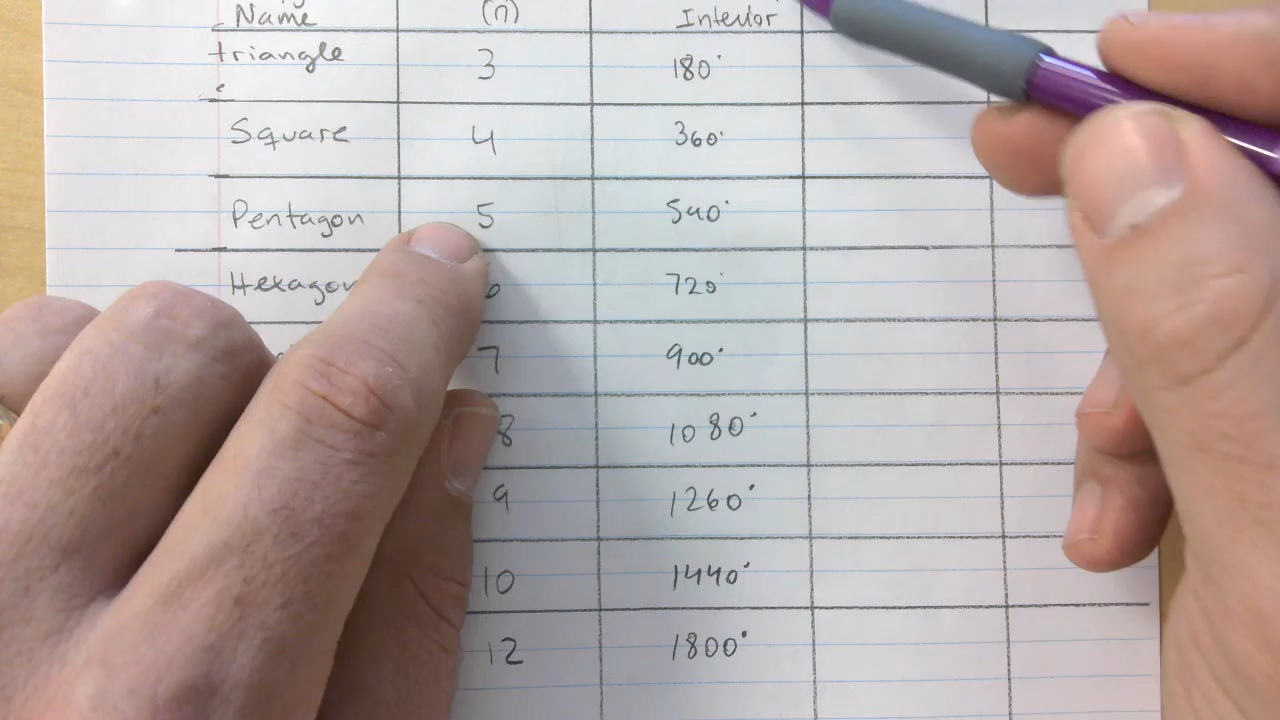 Name (n) Interior
triangle 3 180°
Square 4 360°
Pentagon 5 540°
Hexagon 720°
7 900°
8 1080°
9 1260°
10 1440°
12 1800°